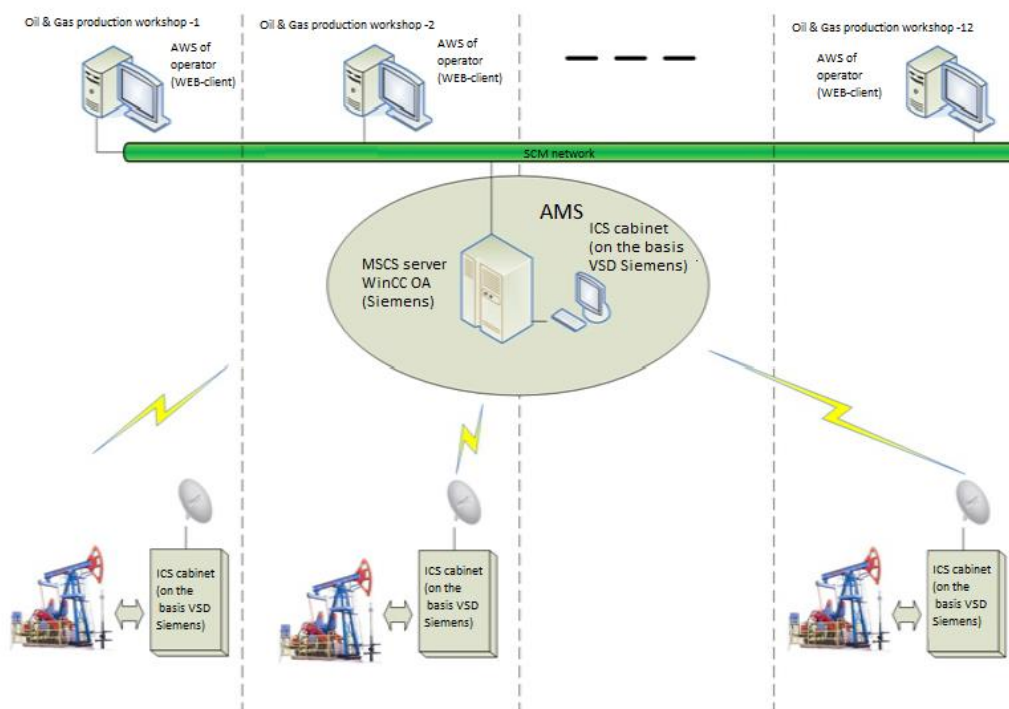 Oil & Gas production workshop -1
AWS of
operator
(WEB-client)
Oil & Gas production workshop -2
AWS of
operator
(WEB-client)
Oil & Gas production workshop -12
AWS of
operator
(WEB-client)
SCM network
AMS
MSCS server
WinCC OA
(Siemens)
ICS cabinet
(on the basis
VSD Siemens)
ICS cabinet
(on the
basis VSD
Siemens)
ICS cabinet
(on the
basis VSD
Siemens)
ICS cabinet
(on the
basis VSD
Siemens)